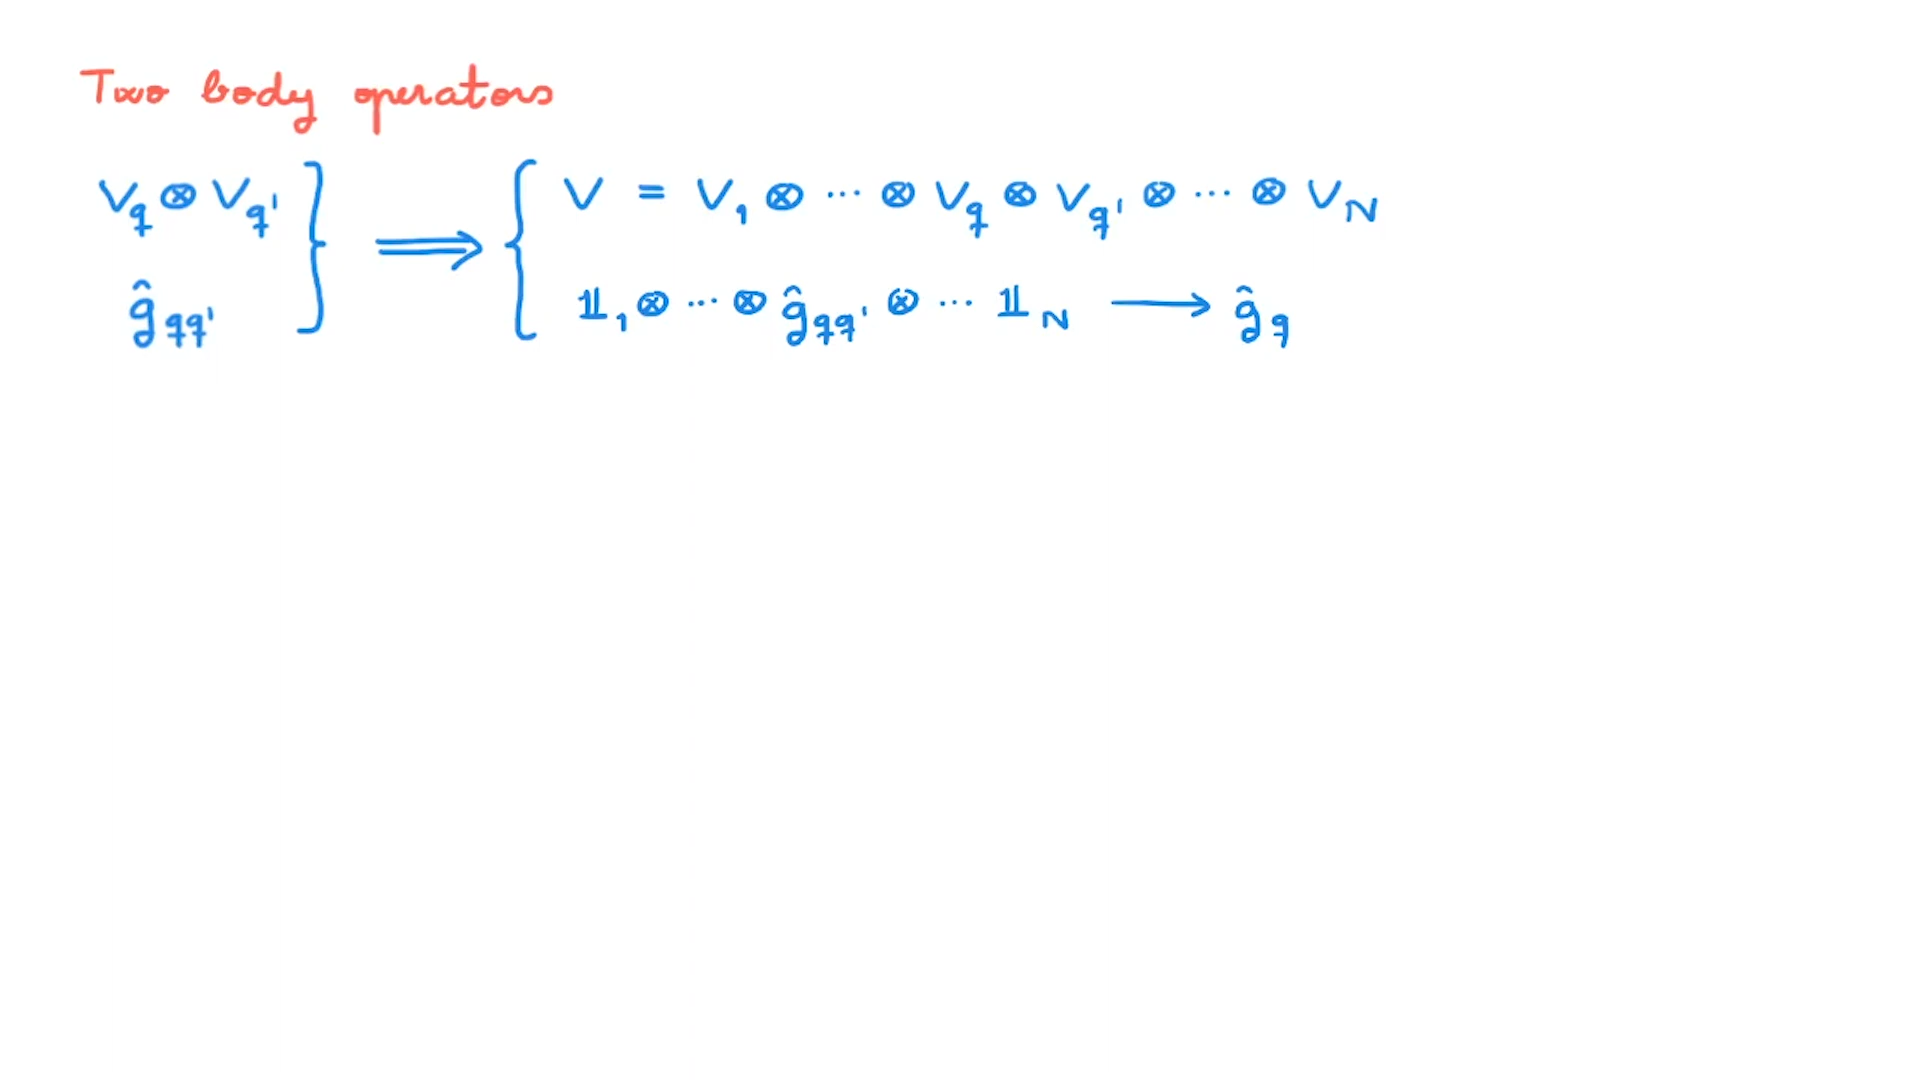 Two body operators
V_q ⊗ V_q' } ⟹ { V = V_1 ⊗ ··· ⊗ V_q ⊗ V_q' ⊗ ··· ⊗ V_N
ĝ_qq' } ⟹ { 𝟙_1 ⊗ ··· ⊗ ĝ_qq' ⊗ ··· 𝟙_N ⟶ ĝ_q